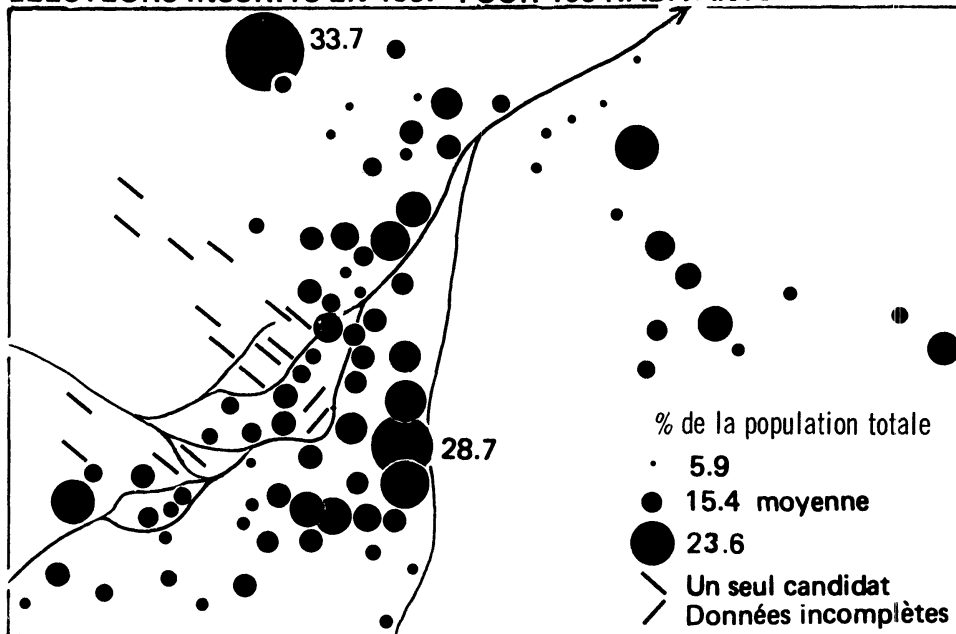 33.7
28.7
% de la population totale
5.9
15.4 moyenne
23.6
Un seul candidat
Données incomplètes